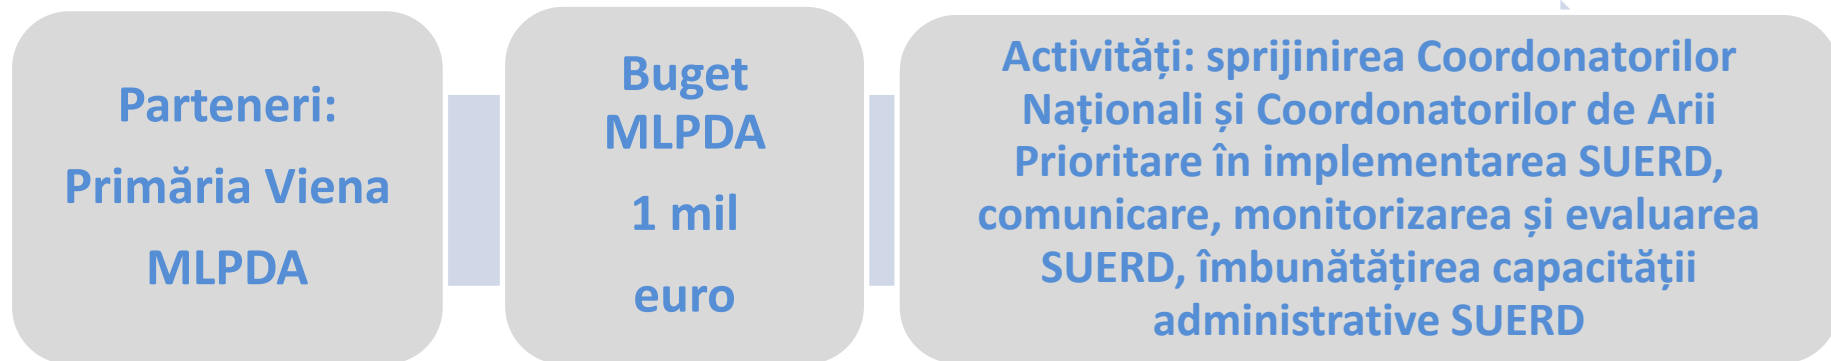 Parteneri:
Primăria Viena
MLPDA
Buget
MLPDA
1 mil
euro
Activități: sprijinirea Coordonatorilor
Naționali și Coordonatorilor de Arii
Prioritare în implementarea SUERD,
comunicare, monitorizarea și evaluarea
SUERD, îmbunătățirea capacității
administrative SUERD